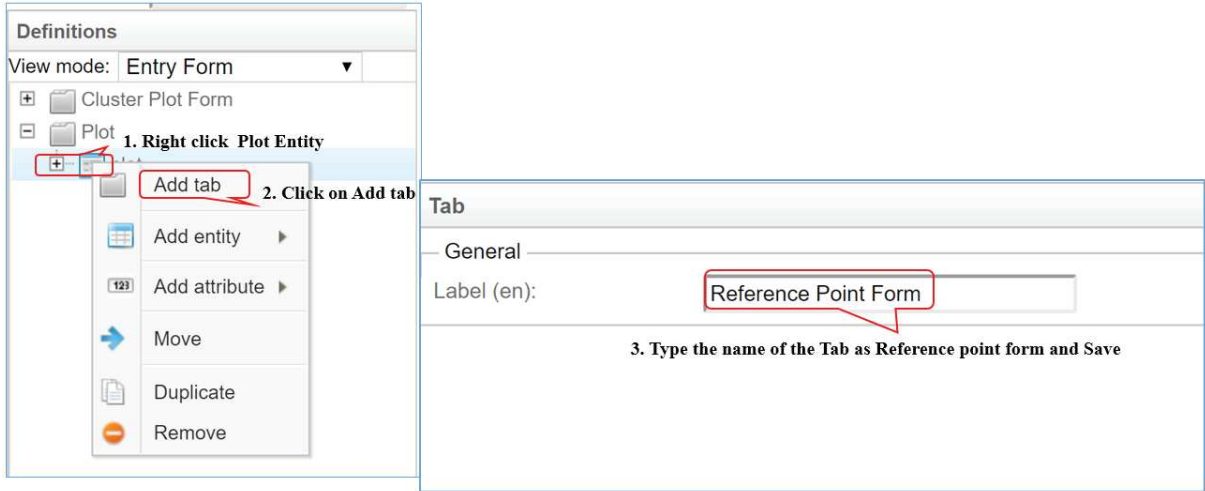 Definitions
View mode: Entry Form
Cluster Plot Form
Plot
1. Right click Plot Entity
Add tab
2. Click on Add tab
Add entity
123 Add attribute
Move
Duplicate
Remove
Tab
General
Label (en): Reference Point Form
3. Type the name of the Tab as Reference point form and Save